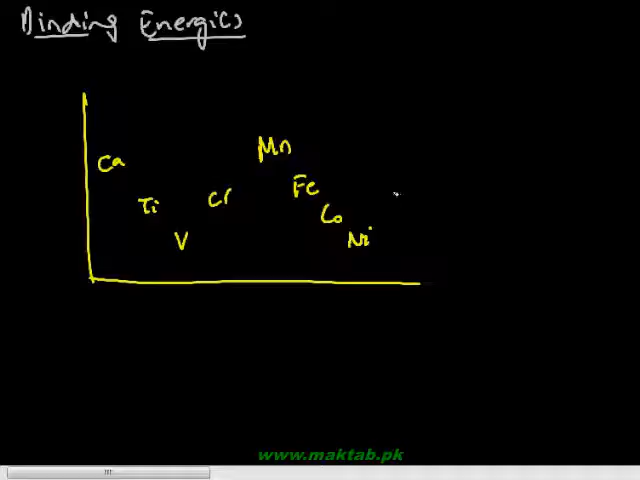 Binding Energies
Mn
Ca
Fe
Ti
Cr
Co
V
Ni
www.maktab.pk